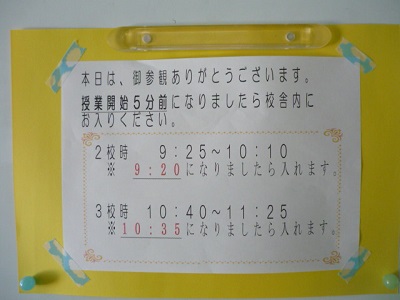 本日は、御参観ありがとうございます。
授業開始５分前になりましたら校舎内に
お入りください。
２校時　９：２５～１０：１０
※ ９：２０になりましたら入れます。
３校時　１０：４０～１１：２５
※１０：３５になりましたら入れます。